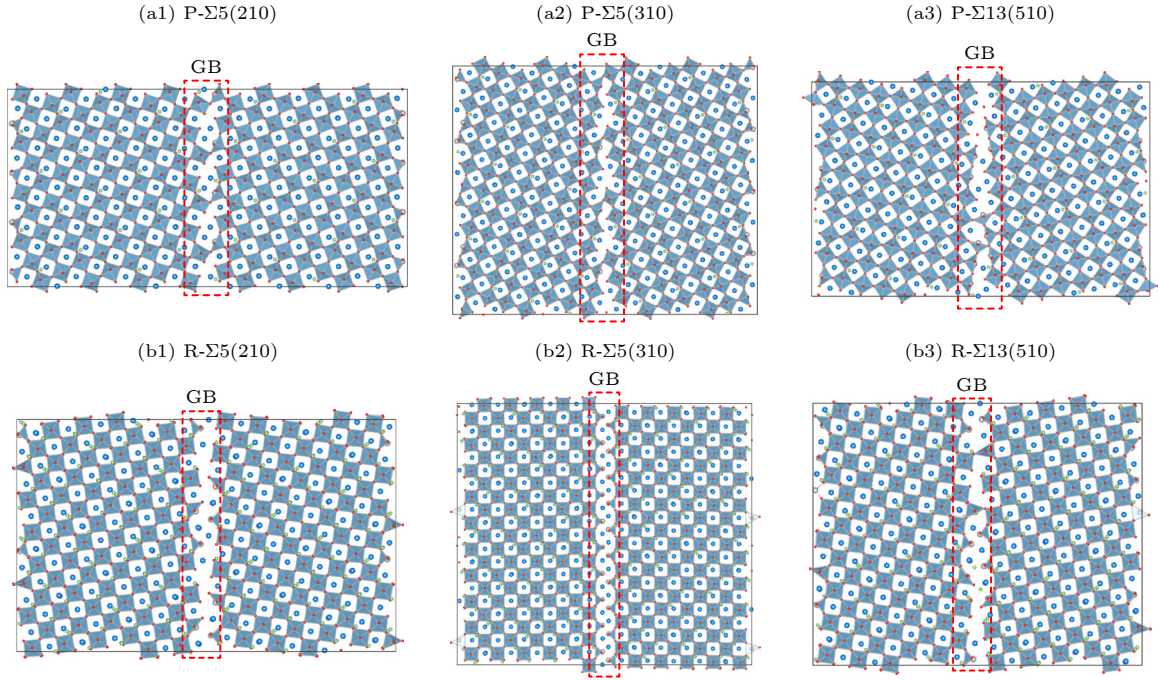 (a1) P-Σ5(210)
(a2) P-Σ5(310)
(a3) P-Σ13(510)
GB
GB
GB
(b1) R-Σ5(210)
(b2) R-Σ5(310)
(b3) R-Σ13(510)
GB
GB
GB